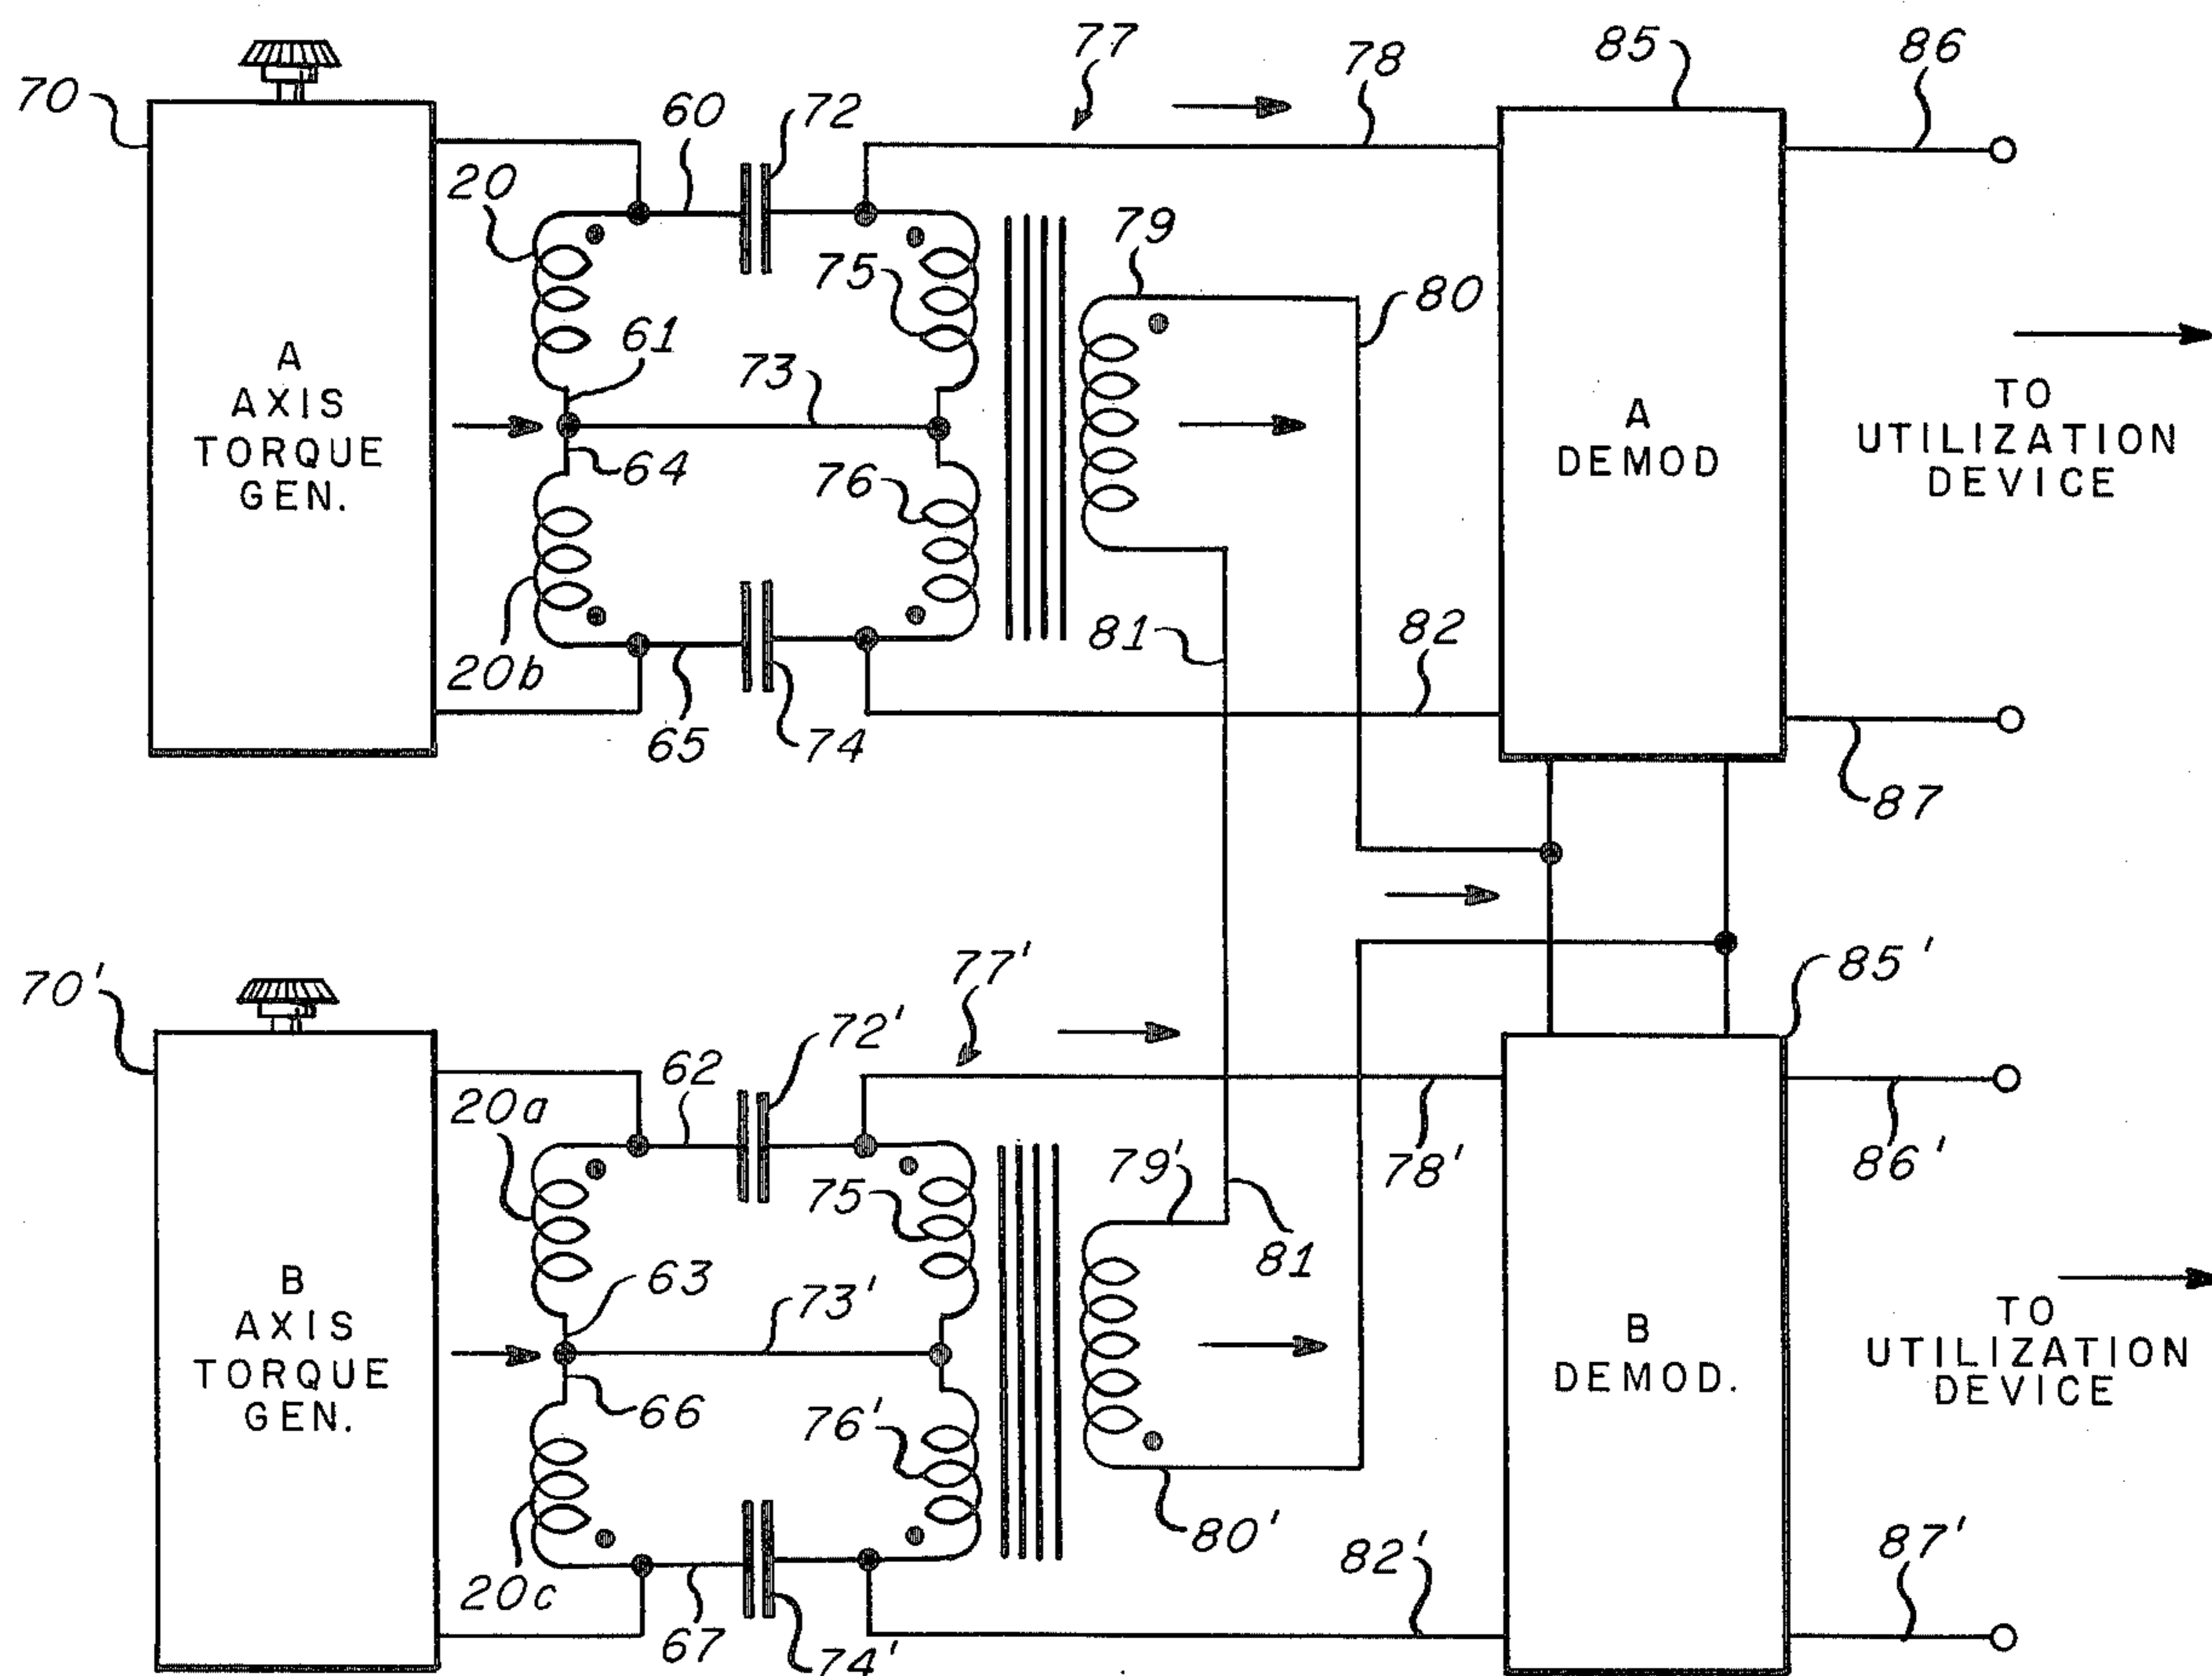 77
78
85
86
70
60
72
20
79
75
80
61
A
AXIS
TORQUE
GEN.
73
A
DEMOD
TO
UTILIZATION
DEVICE
64
76
81
82
20b
65
74
87
77'
85'
70'
72'
62
20a
79'
78'
86'
75
81
63
73'
B
AXIS
TORQUE
GEN.
B
DEMOD.
TO
UTILIZATION
DEVICE
66
76'
80'
82'
87'
20c
67
74'